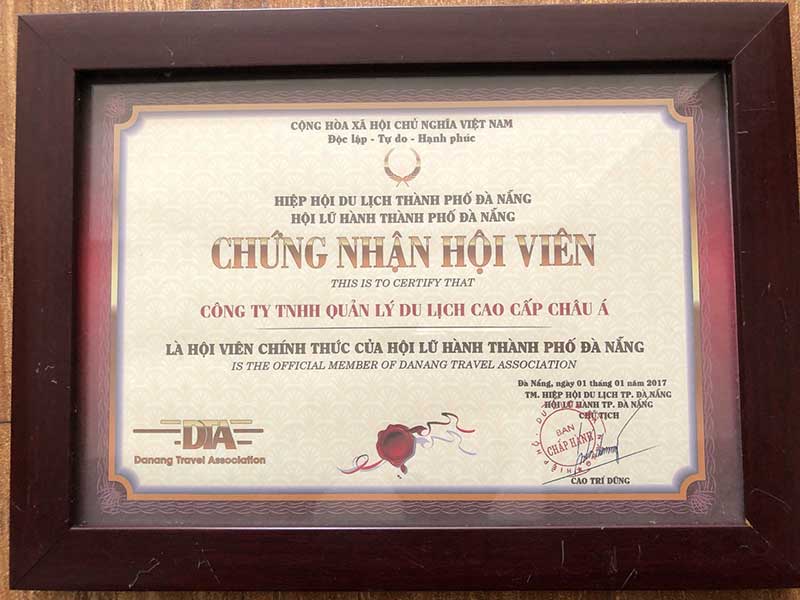 CỘNG HÒA XÃ HỘI CHỦ NGHĨA VIỆT NAM
Độc lập - Tự do - Hạnh phúc
HIỆP HỘI DU LỊCH THÀNH PHỐ ĐÀ NẴNG
HỘI LỮ HÀNH THÀNH PHỐ ĐÀ NẴNG
CHỨNG NHẬN HỘI VIÊN
THIS IS TO CERTIFY THAT
CÔNG TY TNHH QUẢN LÝ DU LỊCH CAO CẤP CHÂU Á
LÀ HỘI VIÊN CHÍNH THỨC CỦA HỘI LỮ HÀNH THÀNH PHỐ ĐÀ NẴNG
IS THE OFFICIAL MEMBER OF DANANG TRAVEL ASSOCIATION
Đà Nẵng, ngày 01 tháng 01 năm 2017
TM. HIỆP HỘI DU LỊCH TP. ĐÀ NẴNG
HỘI LỮ HÀNH TP. ĐÀ NẴNG
CHỦ TỊCH
BAN
CHẤP HÀNH
CAO TRÍ DŨNG
DTA
Danang Travel Association